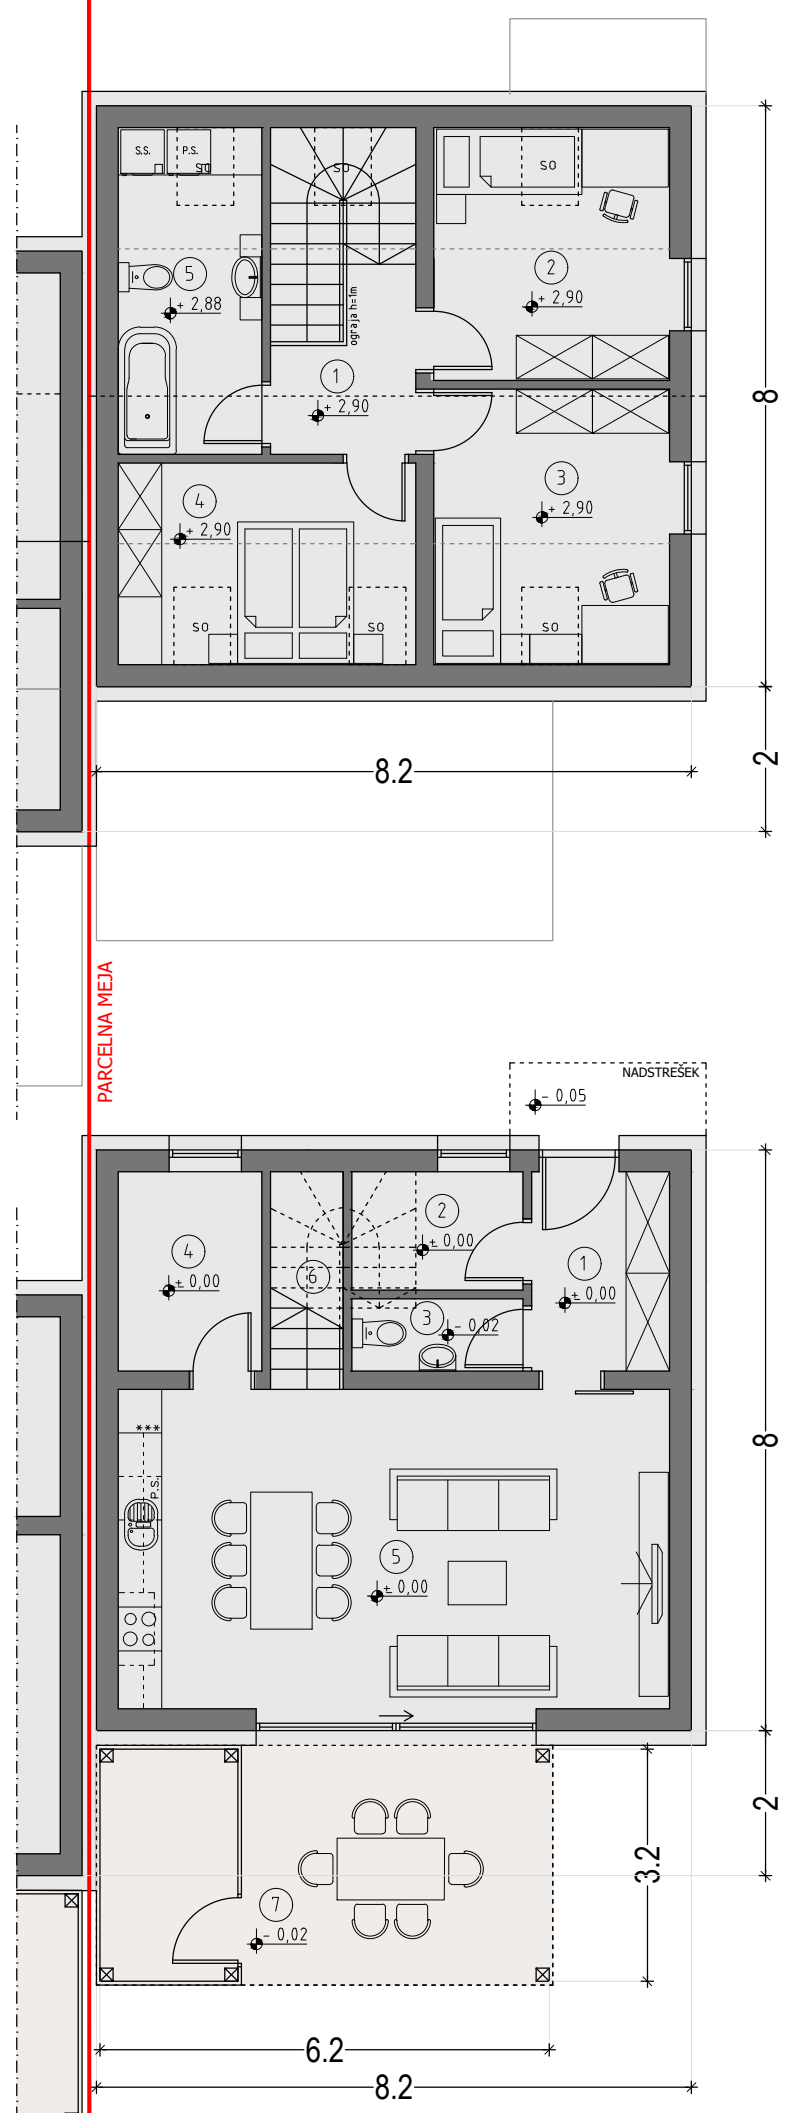 S.S.
P.S.
SO
SO
SO
5
+ 2,88
2
+ 2,90
ograja h=1m
1
+ 2,90
8
3
+ 2,90
4
+ 2,90
SO
SO
SO
2
8.2
PARCELNA MEJA
NADSTREŠEK
- 0,05
2
± 0,00
4
± 0,00
6
1
± 0,00
3
- 0,02
***
P.S.
8
5
± 0,00
2
3.2
7
- 0,02
6.2
8.2